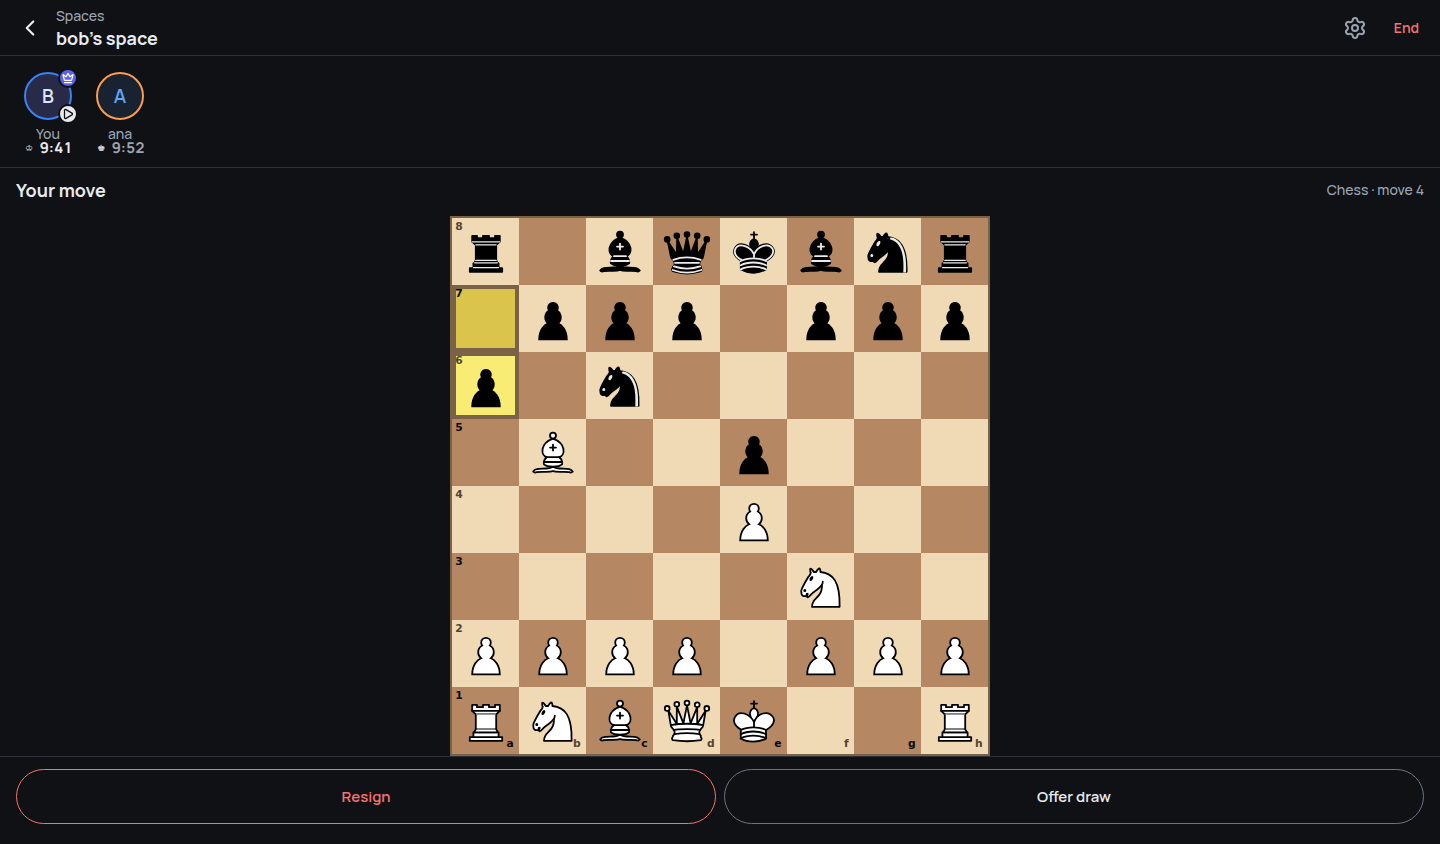 Spaces
bob's space
End
B
A
You
ana
9:41
9:52
Your move
Chess · move 4
8
7
6
5
4
3
2
1
a
b
c
d
e
f
g
h
Resign
Offer draw